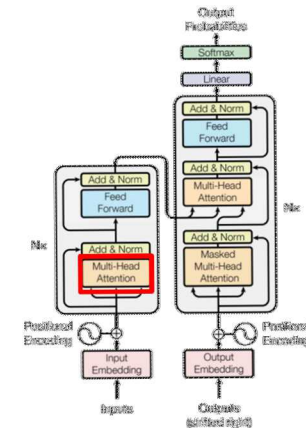 Output
Probabilities
Softmax
Linear
Add & Norm
Feed
Forward
Add & Norm
Multi-Head
Attention
Add & Norm
Masked
Multi-Head
Attention
Nx
Positional
Encoding
Output
Embedding
Outputs
(shifted right)
Add & Norm
Feed
Forward
Nx
Add & Norm
Multi-Head
Attention
Positional
Encoding
Input
Embedding
Inputs